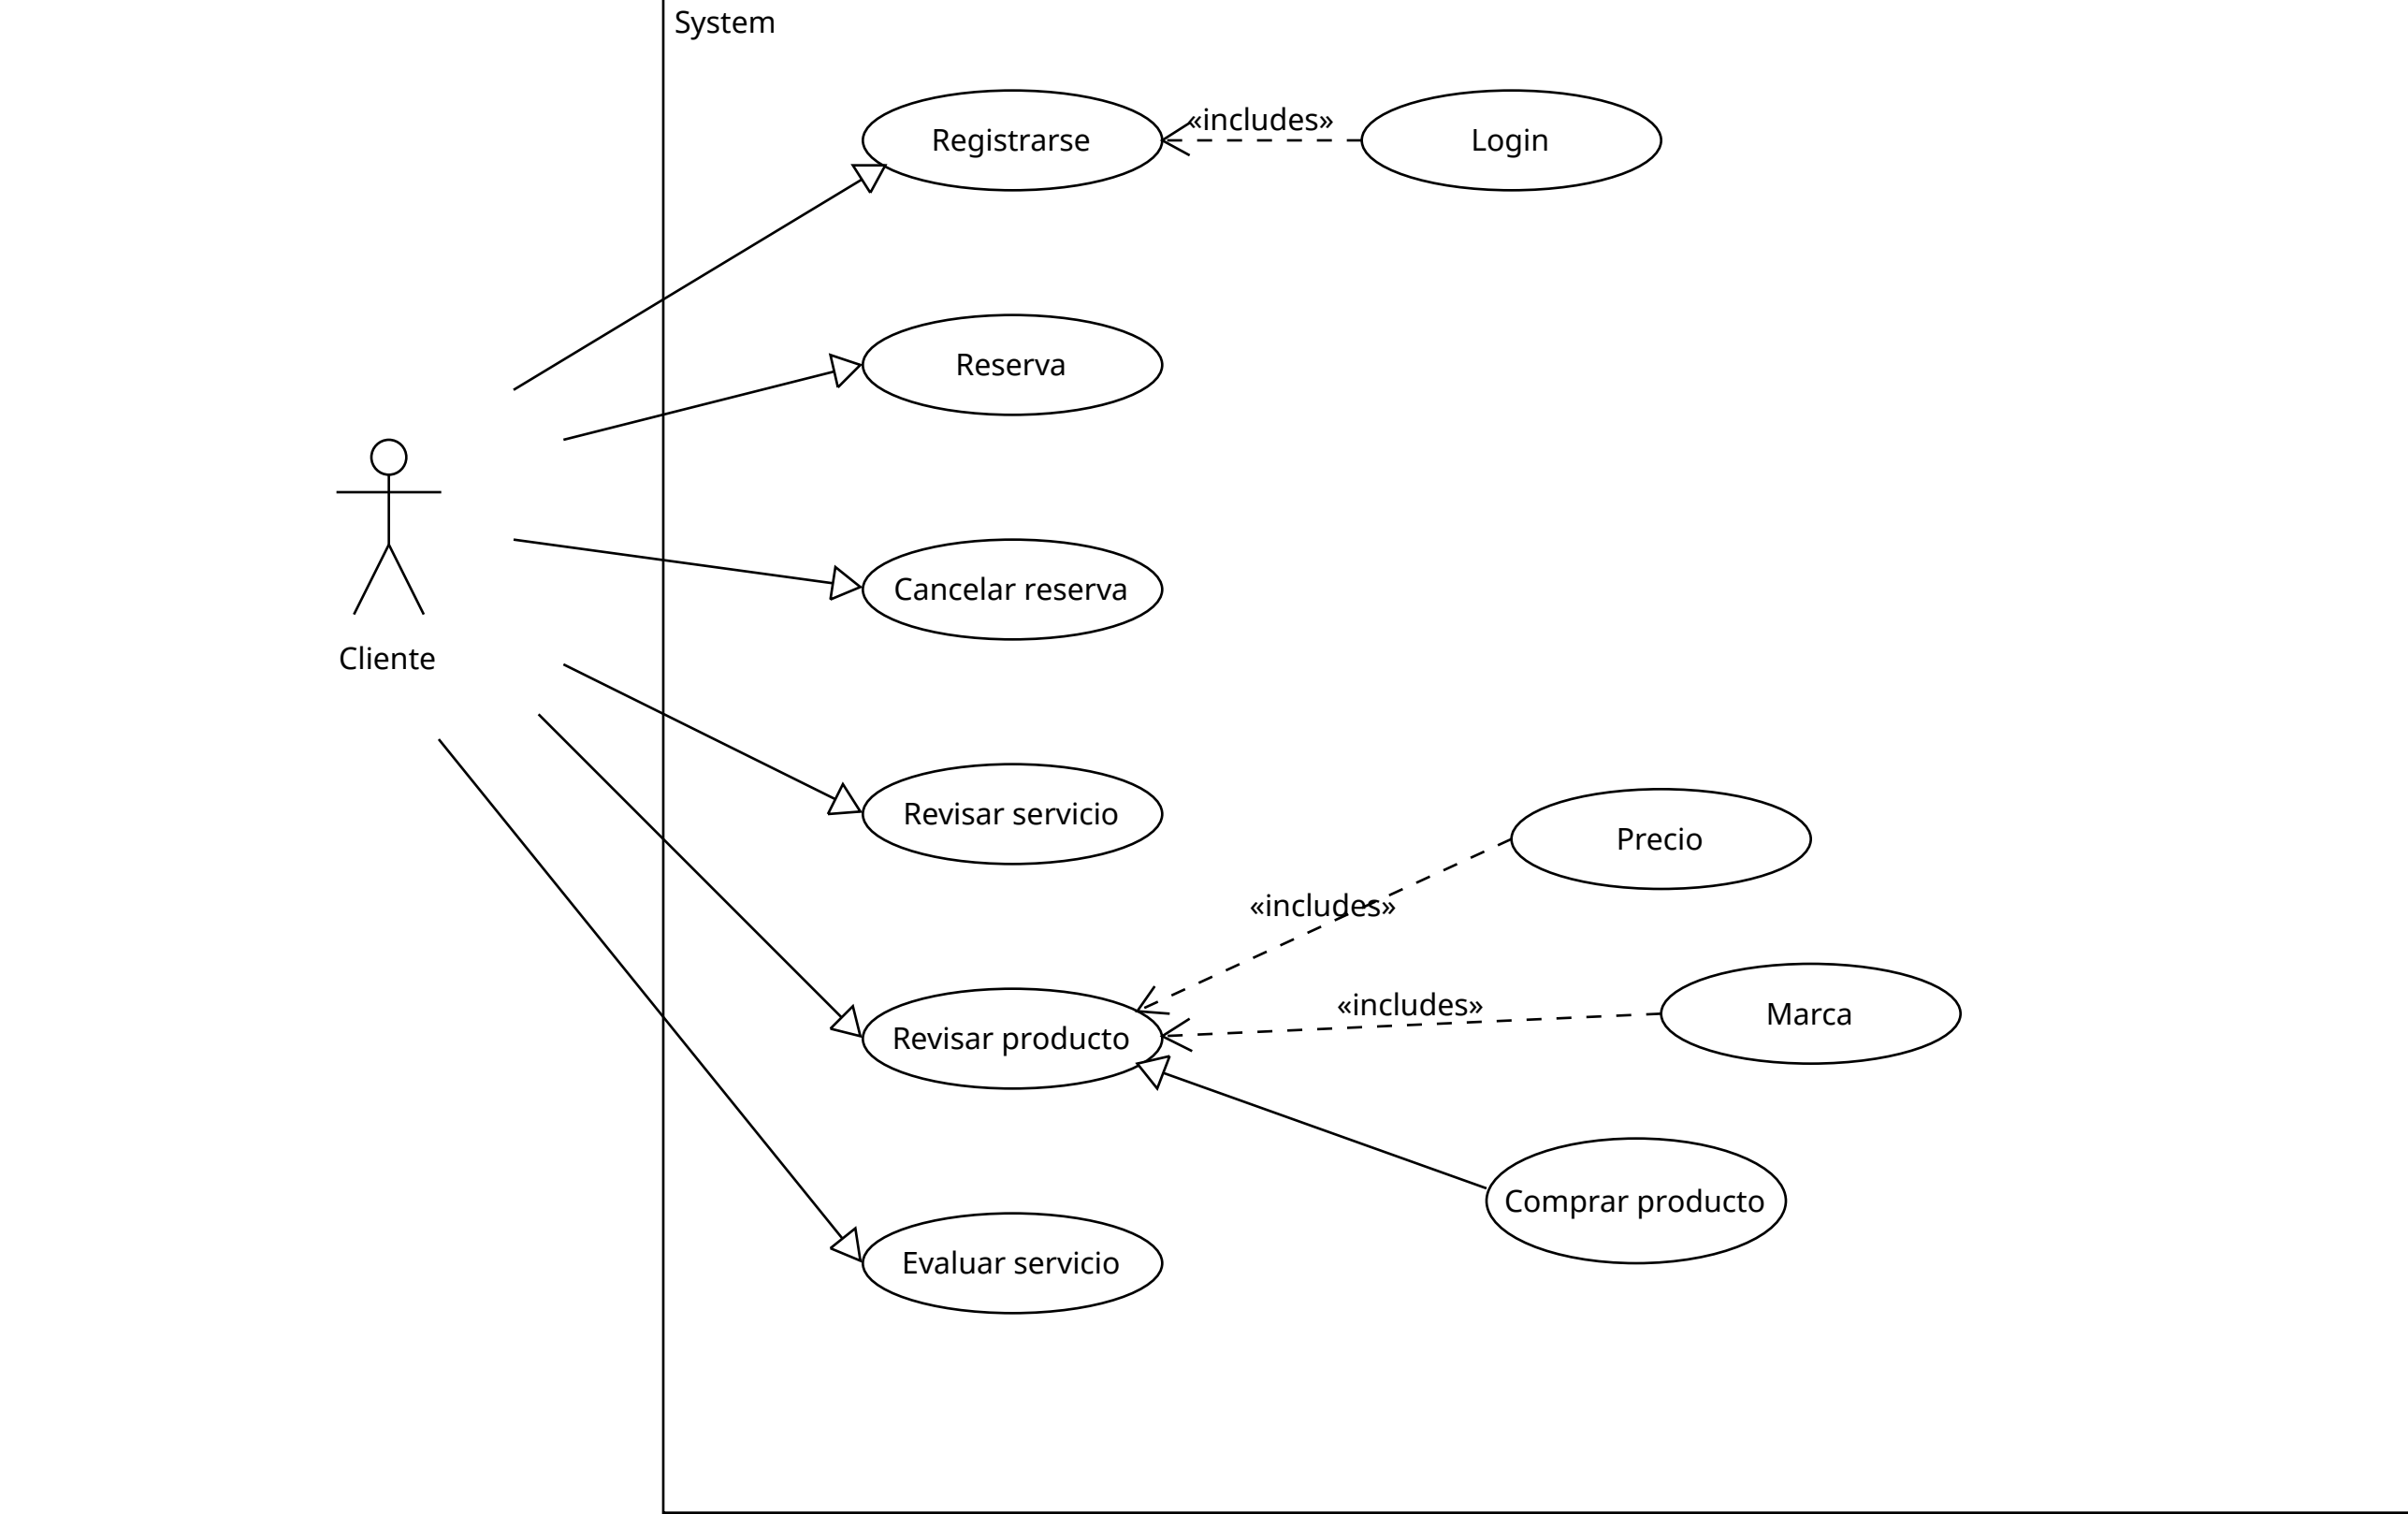 System
Registrarse
«includes»
Login
Reserva
Cancelar reserva
Cliente
Revisar servicio
Precio
«includes»
«includes»
Marca
Revisar producto
Comprar producto
Evaluar servicio